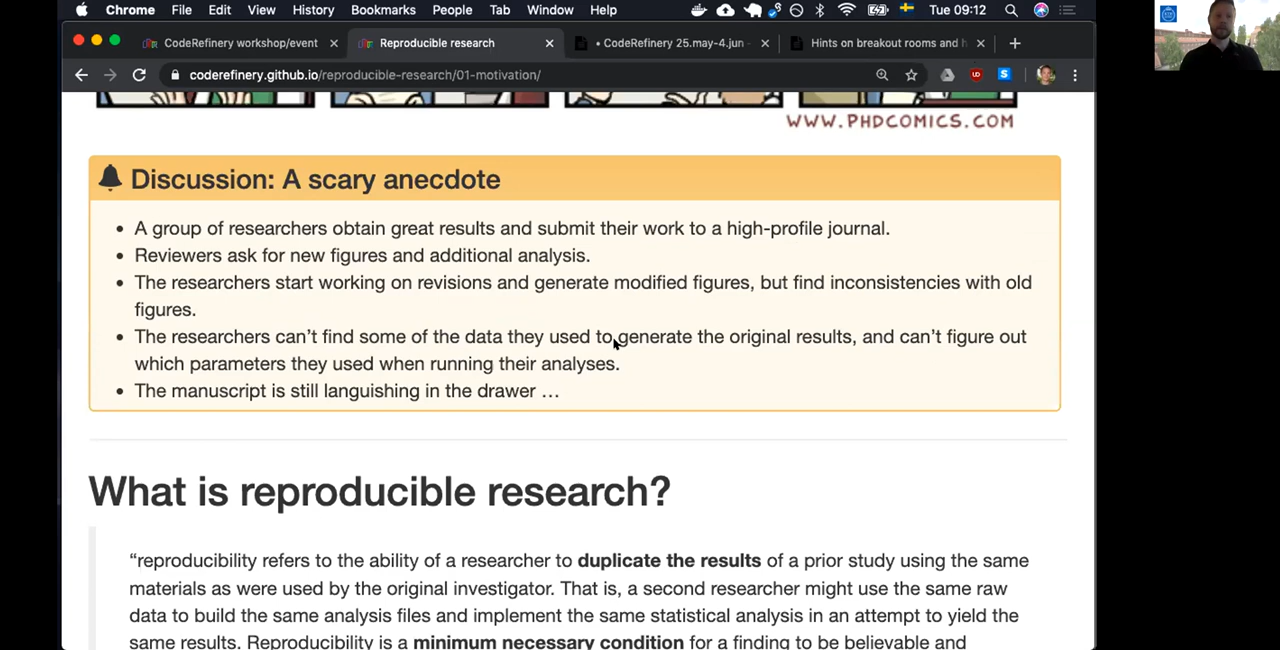 Chrome File Edit View History Bookmarks People Tab Window Help Tue 09:12
CodeRefinery workshop/event Reproducible research • CodeRefinery 25.may-4.jun - Hints on breakout rooms and h
coderefinery.github.io/reproducible-research/01-motivation/
WWW.PHDCOMICS.COM
Discussion: A scary anecdote
• A group of researchers obtain great results and submit their work to a high-profile journal.
• Reviewers ask for new figures and additional analysis.
• The researchers start working on revisions and generate modified figures, but find inconsistencies with old
figures.
• The researchers can't find some of the data they used to generate the original results, and can't figure out
which parameters they used when running their analyses.
• The manuscript is still languishing in the drawer …
What is reproducible research?
“reproducibility refers to the ability of a researcher to duplicate the results of a prior study using the same
materials as were used by the original investigator. That is, a second researcher might use the same raw
data to build the same analysis files and implement the same statistical analysis in an attempt to yield the
same results. Reproducibility is a minimum necessary condition for a finding to be believable and